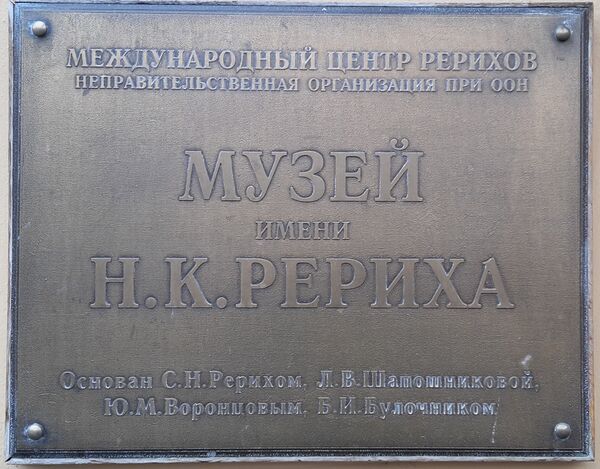 МЕЖДУНАРОДНЫЙ ЦЕНТР РЕРИХОВ
НЕПРАВИТЕЛЬСТВЕННАЯ ОРГАНИЗАЦИЯ ПРИ ООН
МУЗЕЙ
ИМЕНИ
Н.К.РЕРИХА
Основан С.Н.Рерихом, Л.В.Шапошниковой,
Ю.М.Воронцовым, Б.И.Булочником